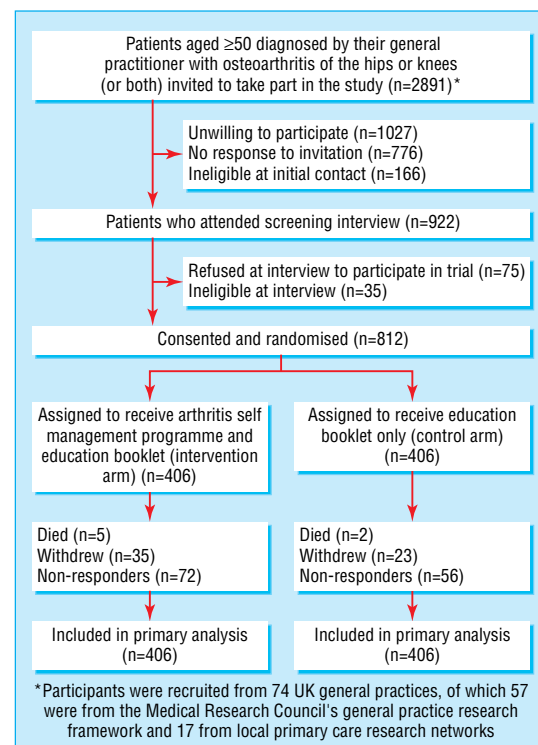 Patients aged ≥50 diagnosed by their general
practitioner with osteoarthritis of the hips or knees
(or both) invited to take part in the study (n=2891)*
Unwilling to participate (n=1027)
No response to invitation (n=776)
Ineligible at initial contact (n=166)
Patients who attended screening interview (n=922)
Refused at interview to participate in trial (n=75)
Ineligible at interview (n=35)
Consented and randomised (n=812)
Assigned to receive arthritis self
management programme and
education booklet (intervention
arm) (n=406)
Assigned to receive education
booklet only (control arm)
(n=406)
Died (n=5)
Withdrew (n=35)
Non-responders (n=72)
Died (n=2)
Withdrew (n=23)
Non-responders (n=56)
Included in primary analysis
(n=406)
Included in primary analysis
(n=406)
*Participants were recruited from 74 UK general practices, of which 57
were from the Medical Research Council's general practice research
framework and 17 from local primary care research networks